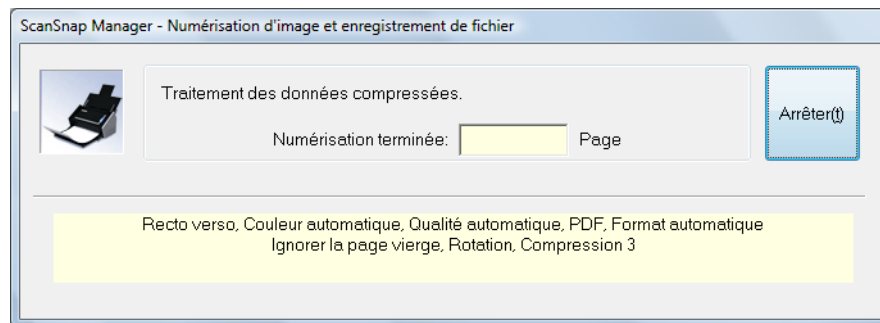 ScanSnap Manager - Numérisation d'image et enregistrement de fichier
Traitement des données compressées.
Arrêter(t)
Numérisation terminée: Page
Recto verso, Couleur automatique, Qualité automatique, PDF, Format automatique
Ignorer la page vierge, Rotation, Compression 3